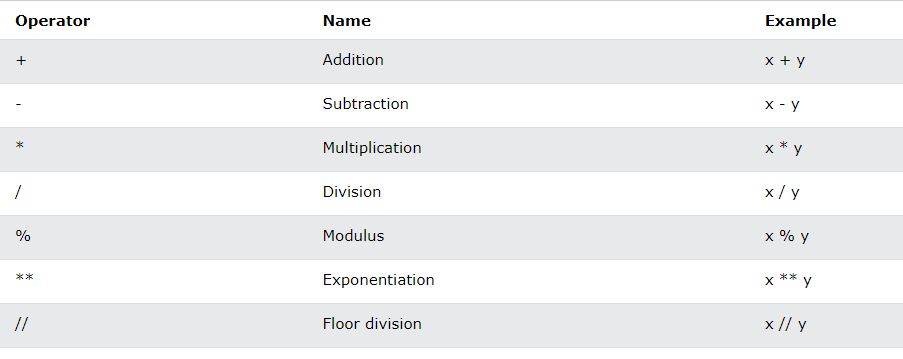 Operator Name Example
+ Addition x + y
- Subtraction x - y
* Multiplication x * y
/ Division x / y
% Modulus x % y
** Exponentiation x ** y
// Floor division x // y